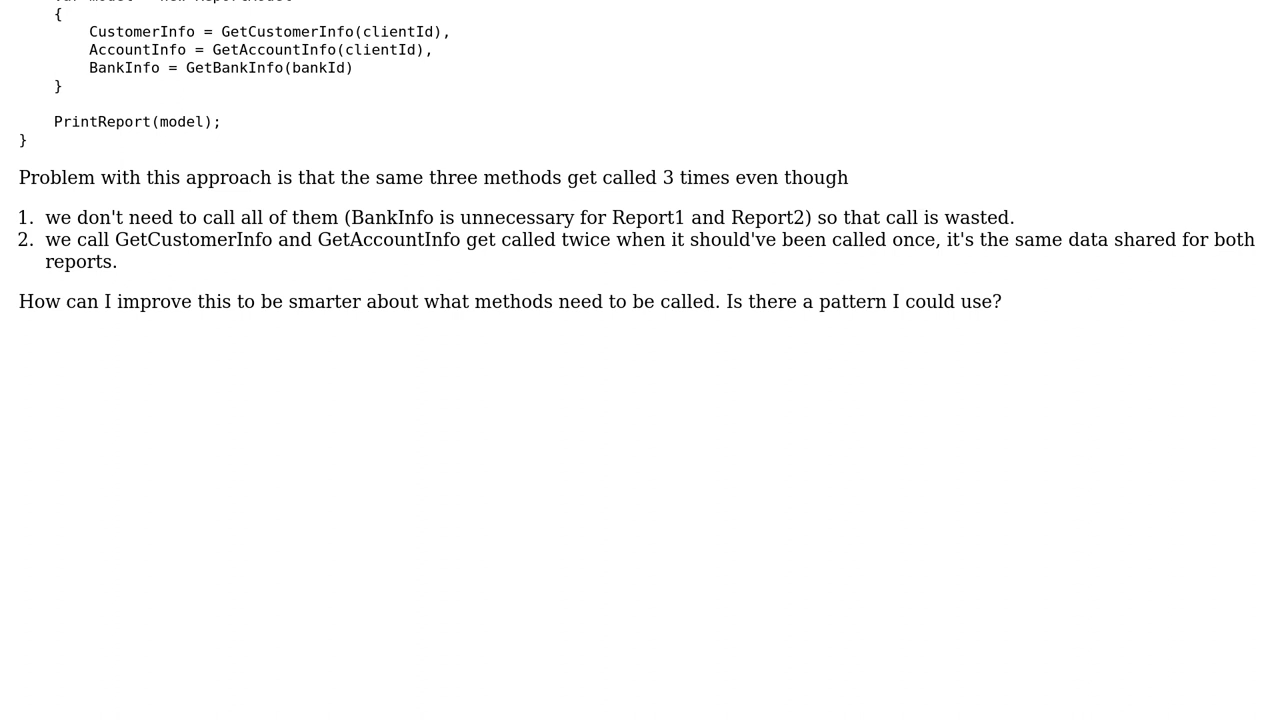 {
CustomerInfo = GetCustomerInfo(clientId),
AccountInfo = GetAccountInfo(clientId),
BankInfo = GetBankInfo(bankId)
}
PrintReport(model);
}
Problem with this approach is that the same three methods get called 3 times even though
1. we don't need to call all of them (BankInfo is unnecessary for Report1 and Report2) so that call is wasted.
2. we call GetCustomerInfo and GetAccountInfo get called twice when it should've been called once, it's the same data shared for both
reports.
How can I improve this to be smarter about what methods need to be called. Is there a pattern I could use?